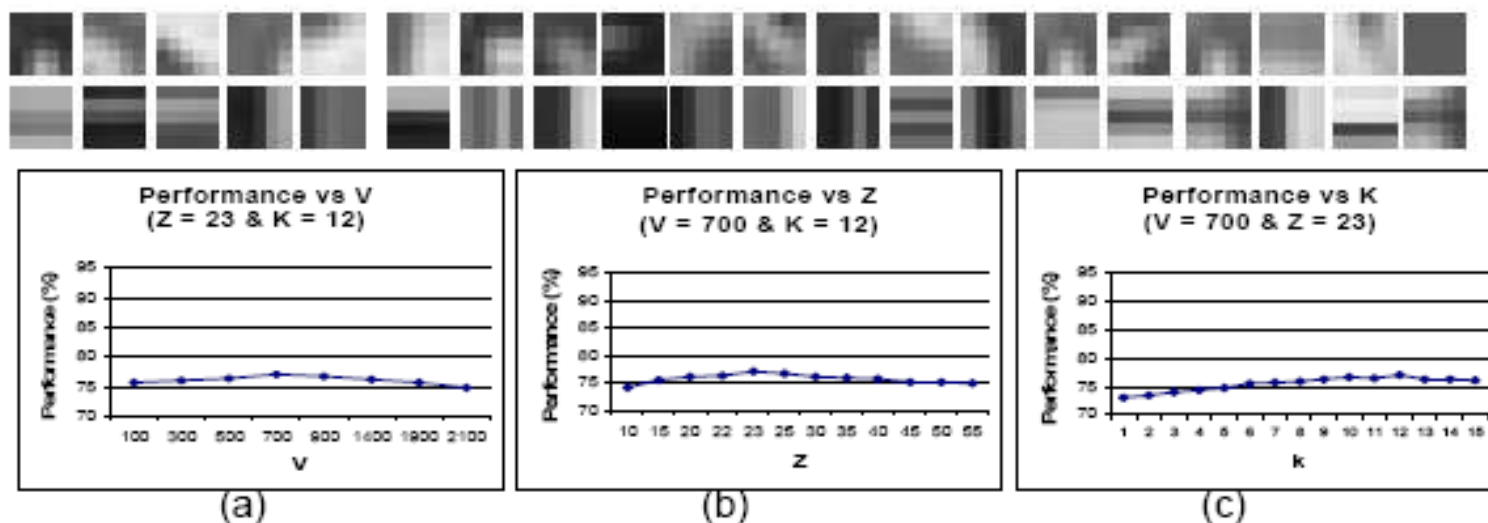 Performance vs V
(Z = 23 & K = 12)
Performance (%)
95
90
85
80
75
70
100 300 500 700 900 1400 1900 2100
V
(a)
Performance vs Z
(V = 700 & K = 12)
Performance (%)
95
90
85
80
75
70
10 15 20 22 23 25 30 35 40 45 50 55
Z
(b)
Performance vs K
(V = 700 & Z = 23)
Performance (%)
95
90
85
80
75
70
1 2 3 4 5 6 7 8 9 10 11 12 13 14 15
k
(c)